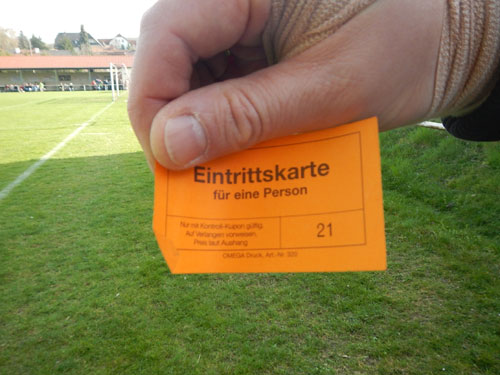 Eintrittskarte
für eine Person
Nur mit Kontroll-Kupon gültig.
Auf Verlangen vorweisen,
Preis laut Aushang
21
OMEGA Druck, Art.-Nr. 320